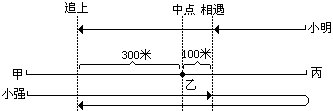 追上 中点 相遇
小明
300米 100米
甲 丙
乙
小强